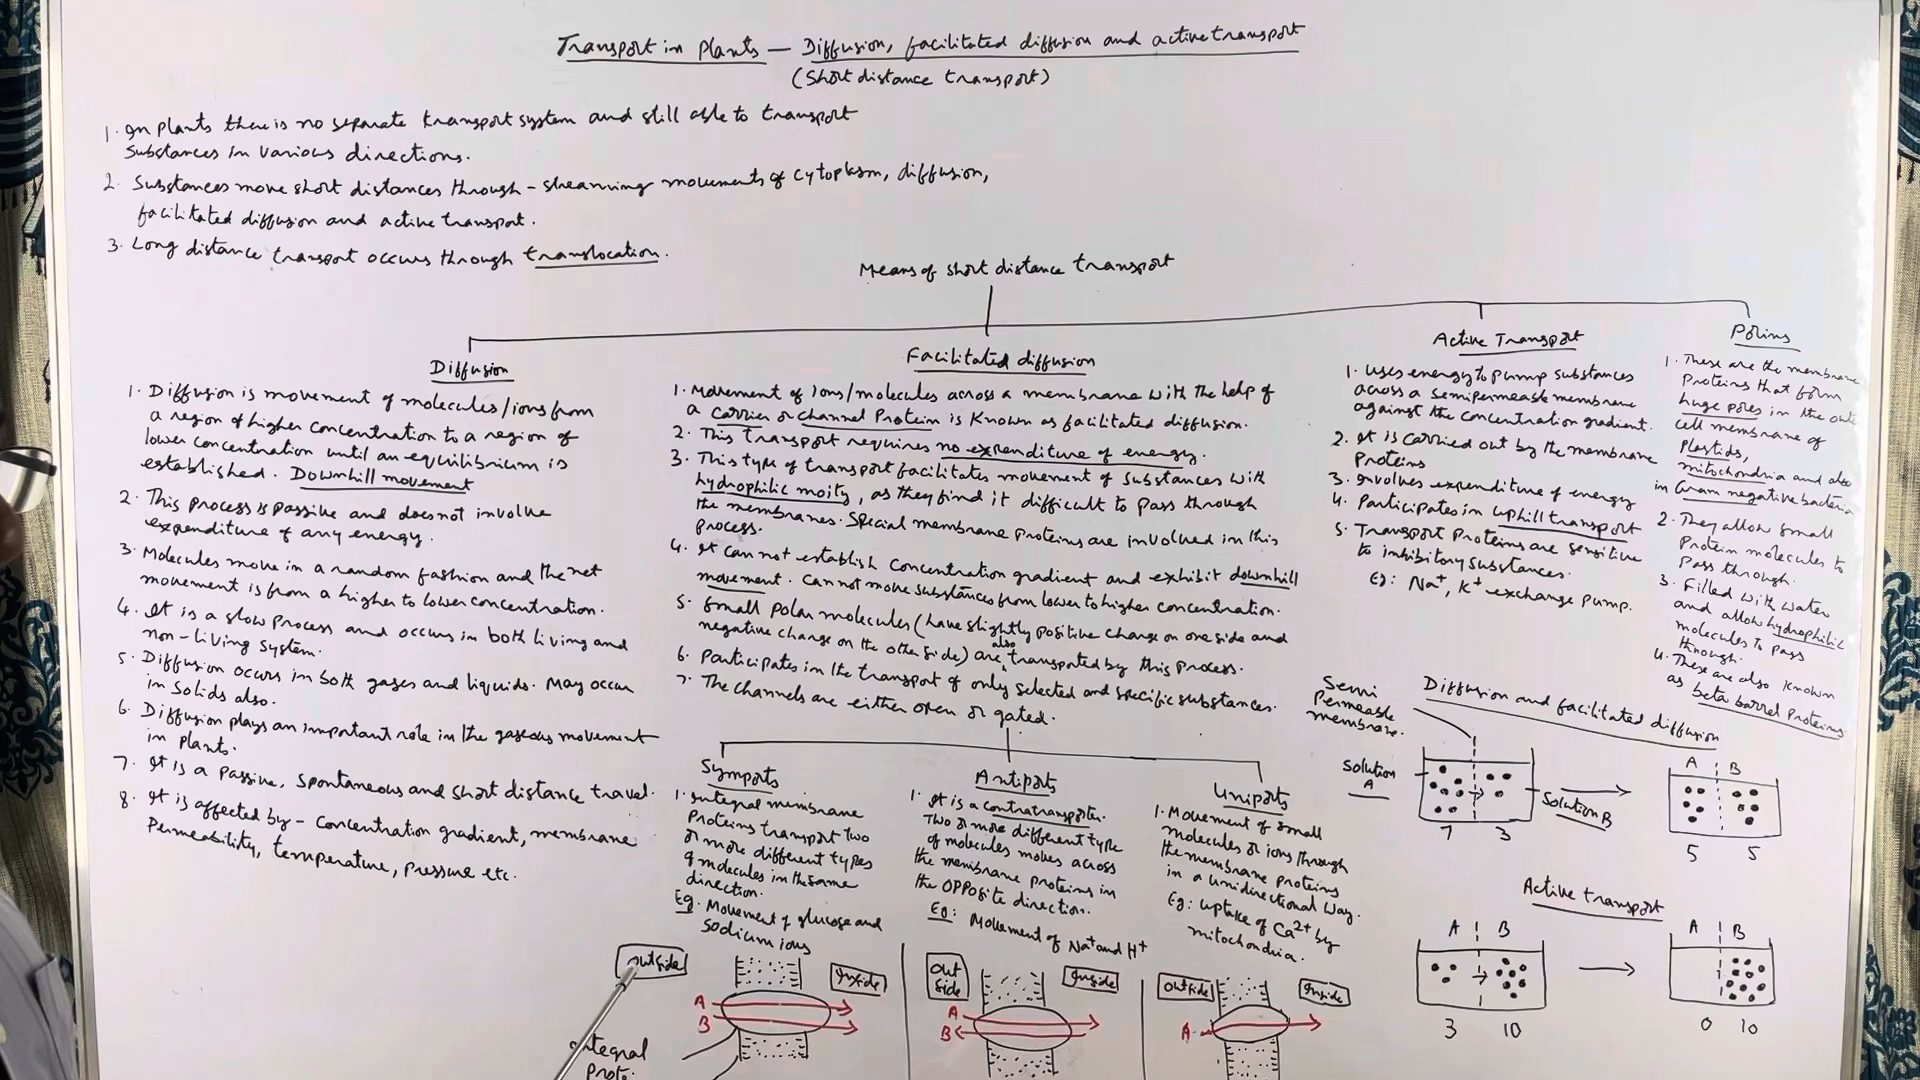 Transport in plants — Diffusion, facilitated diffusion and active transport
(Short distance transport)
1. In plants there is no separate transport system and still able to transport
substances in various directions.
2. Substances move short distances through - streaming movements of cytoplasm, diffusion,
facilitated diffusion and active transport.
3. Long distance transport occurs through translocation.
Means of short distance transport
Diffusion
1. Diffusion is movement of molecules/ions from
a region of higher concentration to a region of
lower concentration until an equilibrium is
established. Downhill movement
2. This process is passive and does not involve
expenditure of any energy.
3. Molecules move in a random fashion and the net
movement is from a higher to lower concentration.
4. It is a slow process and occurs in both living and
non-living system.
5. Diffusion occurs in both gases and liquids. May occur
in solids also.
6. Diffusion plays an important role in the gaseous movement
in plants.
7. It is a passive, spontaneous and short distance travel.
8. It is affected by - concentration gradient, membrane
permeability, temperature, pressure etc.
Facilitated diffusion
1. Movement of ions/molecules across a membrane with the help of
a carrier or channel protein is known as facilitated diffusion.
2. This transport requires no expenditure of energy.
3. This type of transport facilitates movement of substances with
hydrophilic moity, as they find it difficult to pass through
the membranes. Special membrane proteins are involved in this
process.
4. It can not establish concentration gradient and exhibit downhill
movement. Cannot move substances from lower to higher concentration.
5. Small polar molecules (have slightly positive charge on one side and
negative charge on the other side) are also transported by this process.
6. Participates in the transport of only selected and specific substances.
7. The channels are either open or gated.
Symports
1. Integral membrane
proteins transport two
or more different types
of molecules in the same
direction.
Eg. Movement of glucose and
sodium ions
outside
Inside
A
B
Integral
Prote
Antiports
1. It is a contratransporter.
Two or more different type
of molecules moves across
the membrane proteins in
the opposite direction.
Eg: Movement of Na+ and H+
out
side
Inside
A
B
Uniports
1. Movement of small
molecules or ions through
the membrane proteins
in a unidirectional way.
Eg: uptake of Ca2+ by
mitochondria.
outside
Inside
A
Active Transport
1. Uses energy to pump substances
across a semipermeable membrane
against the concentration gradient.
2. It is carried out by the membrane
proteins
3. Involves expenditure of energy
4. Participates in uphill transport
5. Transport proteins are sensitive
to inhibitory substances.
Eg: Na+, K+ exchange pump.
Porins
1. These are the membrane
proteins that form
huge pores in the oute
cell membrane of
plastids,
mitochondria and also
in Gram negative bacteria
2. They allow small
protein molecules to
pass through.
3. Filled with water
and allow hydrophilic
molecules to pass
through.
4. These are also known
as beta barrel proteins
Diffusion and facilitated diffusion
Semi
Permeable
membrane.
Solution
A
Solution B
7 3
A B
5 5
Active transport
A B
3 10
A B
0 10